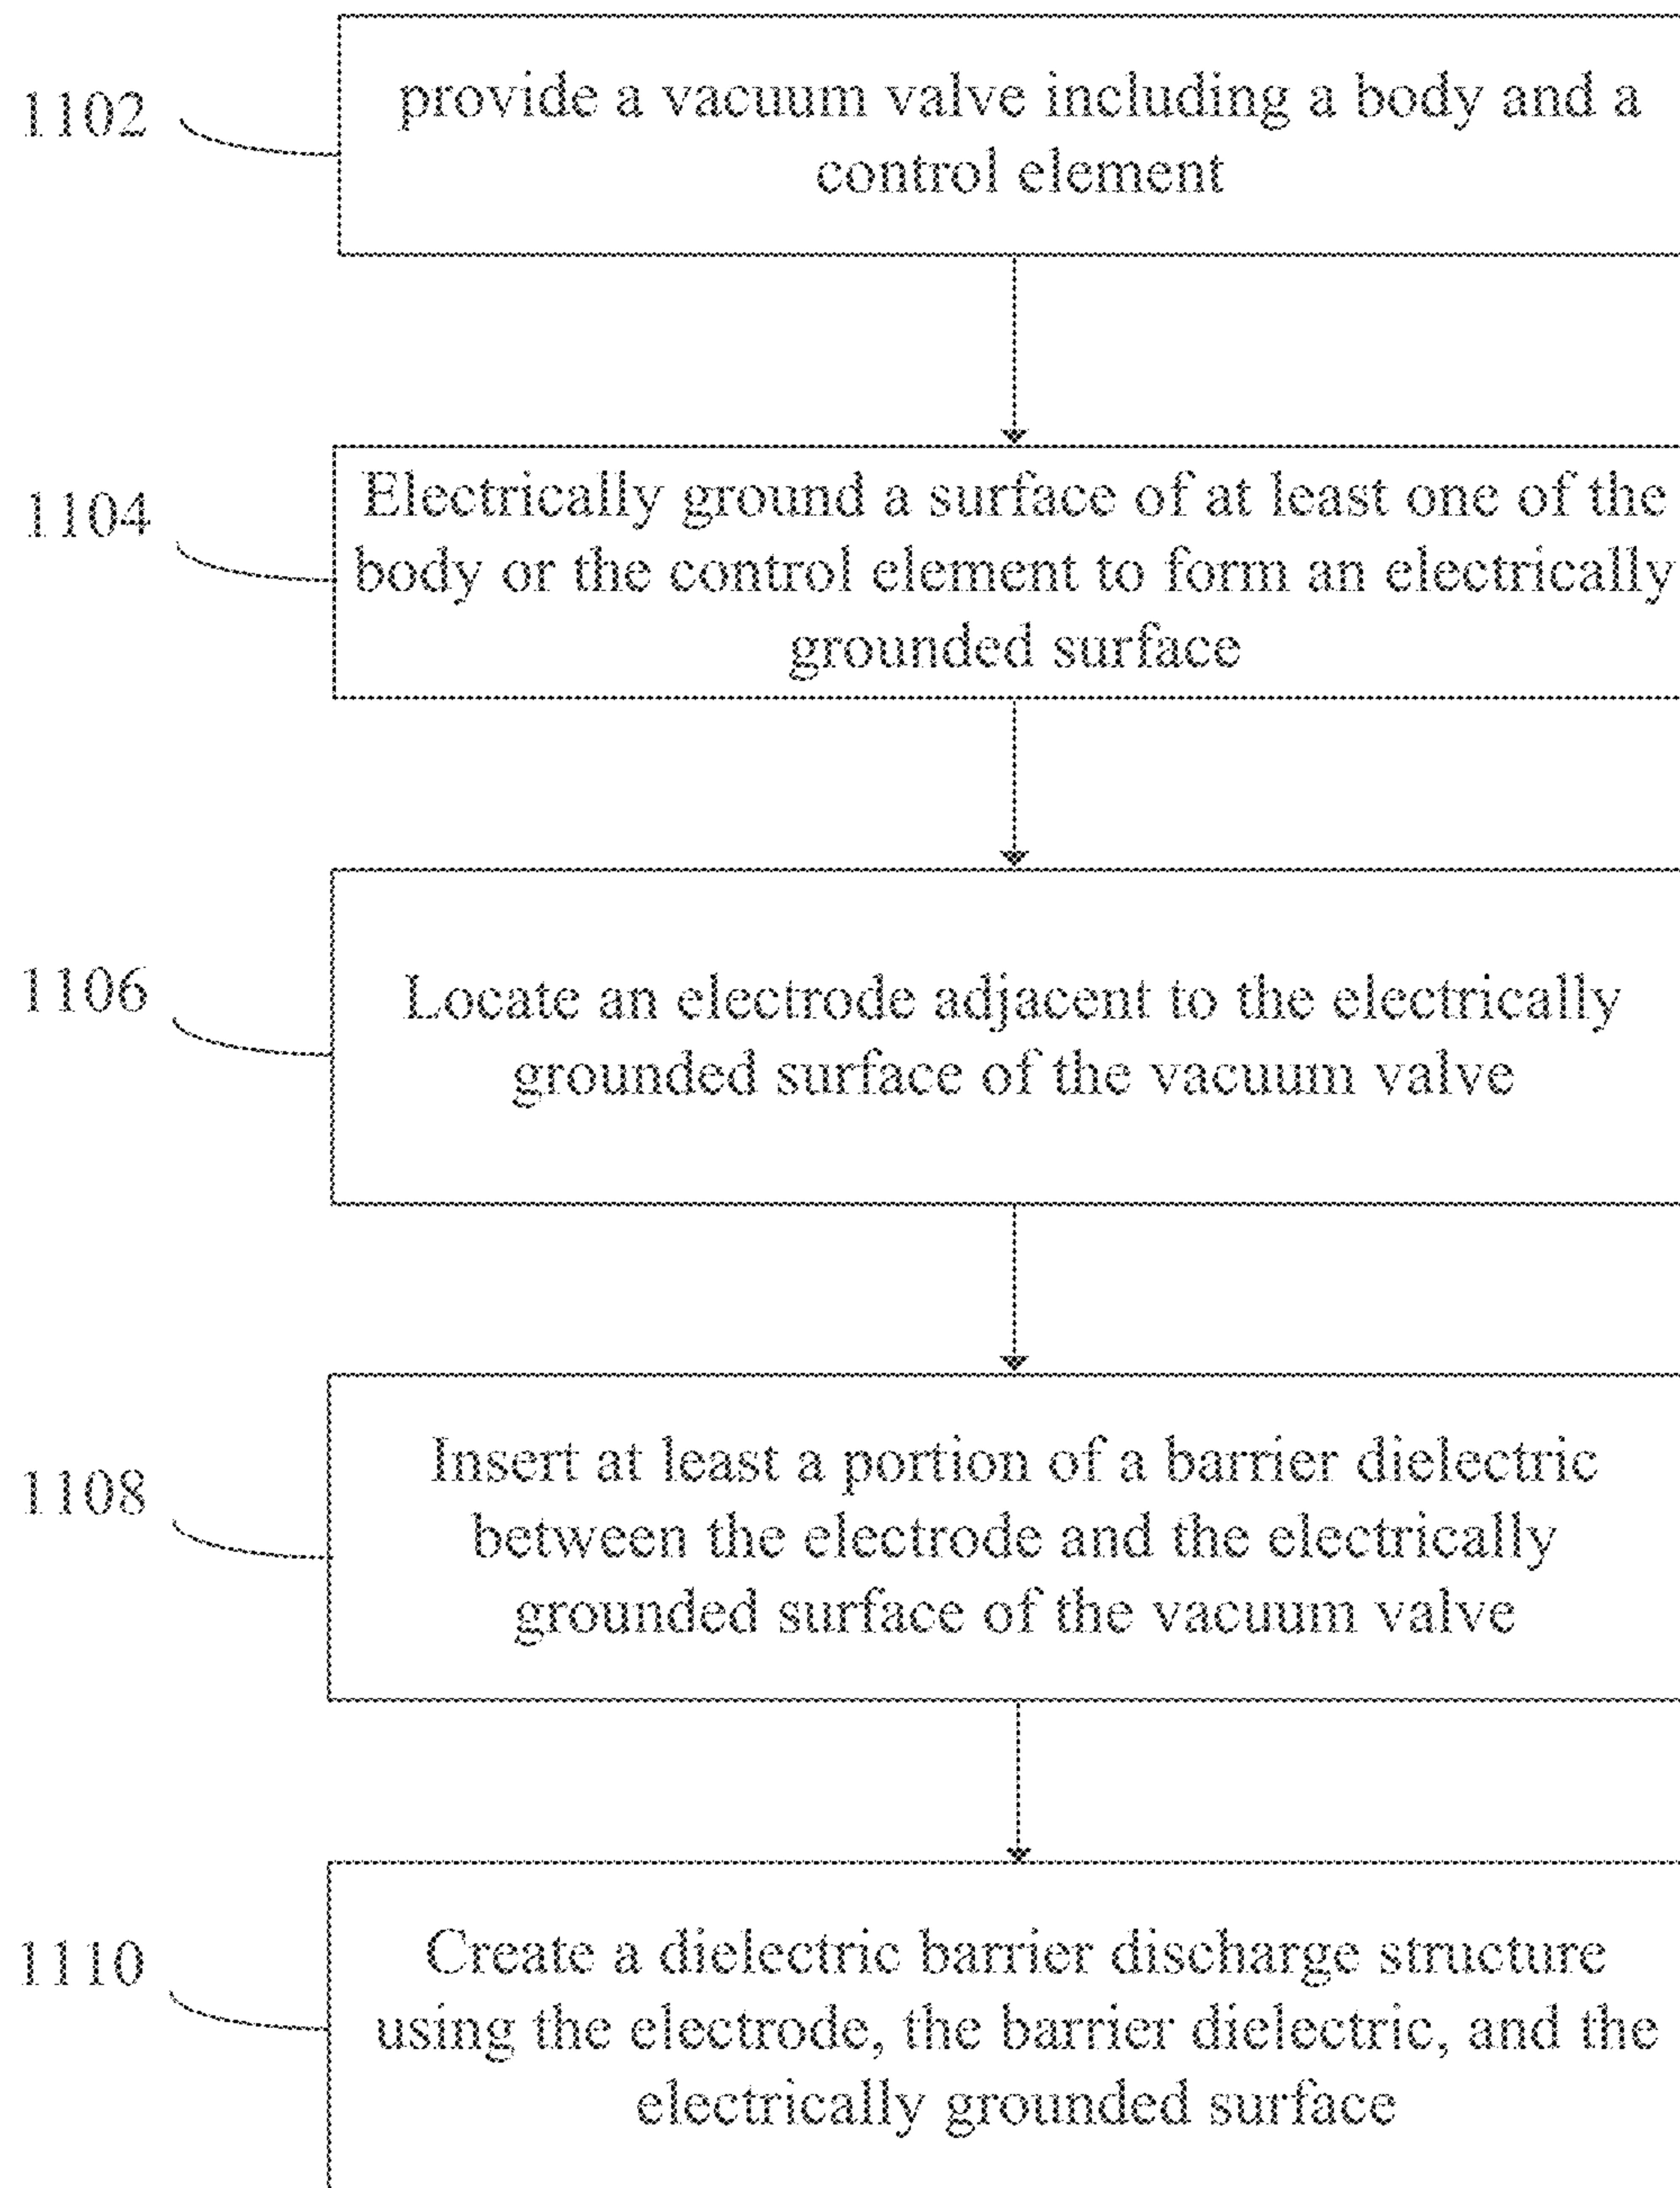 1102
provide a vacuum valve including a body and a
control element
1104
Electrically ground a surface of at least one of the
body or the control element to form an electrically
grounded surface
1106
Locate an electrode adjacent to the electrically
grounded surface of the vacuum valve
1108
Insert at least a portion of a barrier dielectric
between the electrode and the electrically
grounded surface of the vacuum valve
1110
Create a dielectric barrier discharge structure
using the electrode, the barrier dielectric, and the
electrically grounded surface